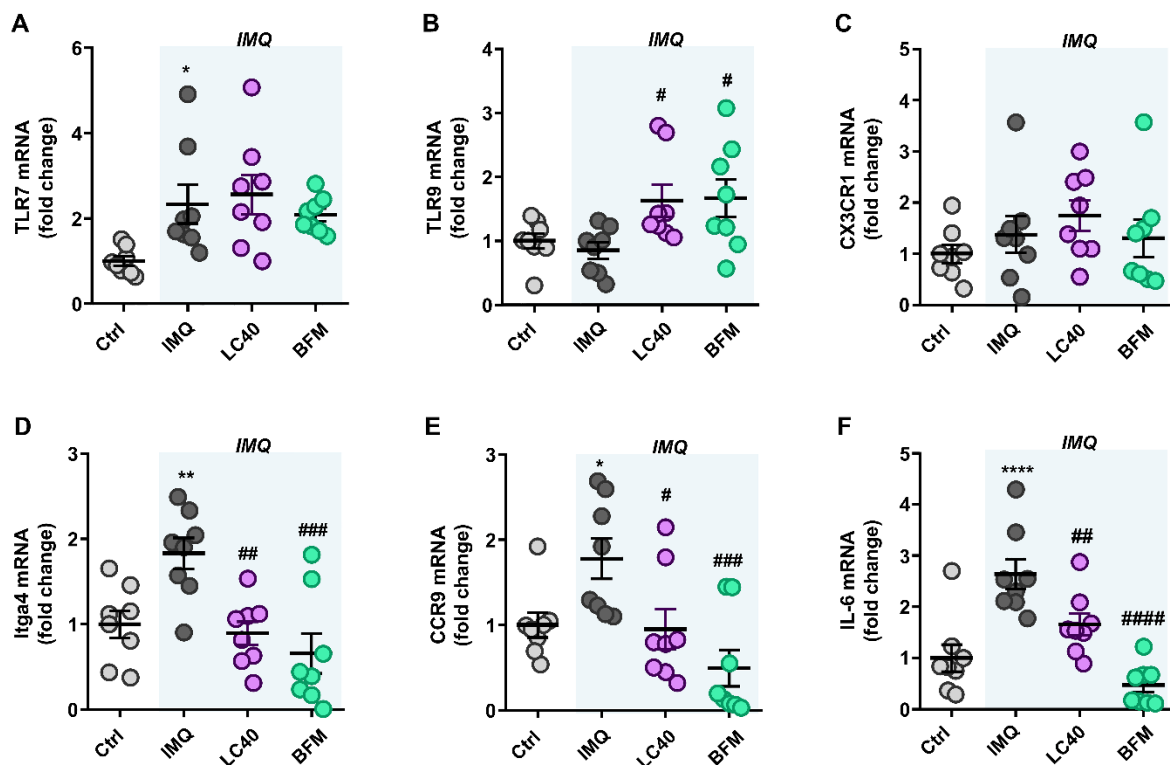 A
IMQ
TLR7 mRNA
(fold change)
6
4
2
0
*
Ctrl
IMQ
LC40
BFM
B
IMQ
TLR9 mRNA
(fold change)
4
3
2
1
0
#
#
Ctrl
IMQ
LC40
BFM
C
IMQ
CX3CR1 mRNA
(fold change)
5
4
3
2
1
0
Ctrl
IMQ
LC40
BFM
D
IMQ
Itga4 mRNA
(fold change)
4
3
2
1
0
**
##
###
Ctrl
IMQ
LC40
BFM
E
IMQ
CCR9 mRNA
(fold change)
3
2
1
0
*
#
###
Ctrl
IMQ
LC40
BFM
F
IMQ
IL-6 mRNA
(fold change)
5
4
3
2
1
0
****
##
####
Ctrl
IMQ
LC40
BFM